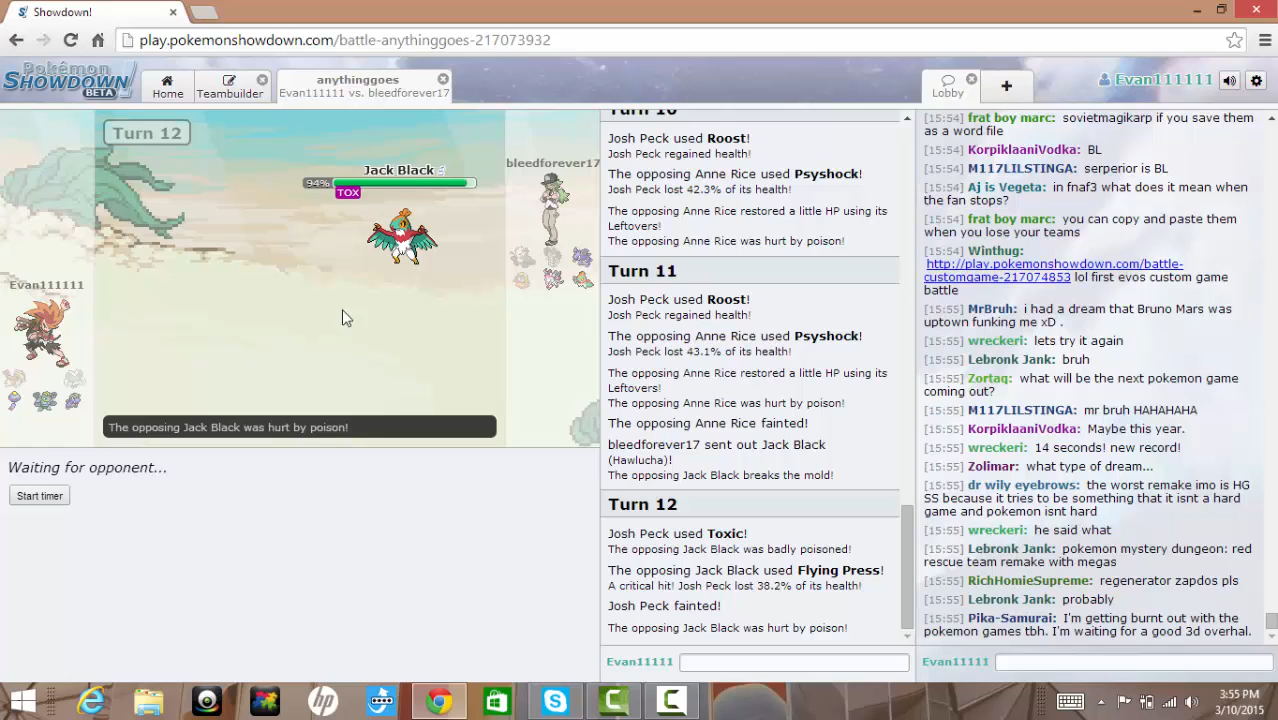 Showdown!
play.pokemonshowdown.com/battle-anythinggoes-217073932
Pokémon
SHOWDOWN
BETA
Home
Teambuilder
anythinggoes
Evan111111 vs. bleedforever17
Lobby
Evan111111
Turn 12
Jack Black
94%
TOX
bleedforever17
Evan111111
The opposing Jack Black was hurt by poison!
Waiting for opponent...
Start timer
Turn 10
Josh Peck used Roost!
Josh Peck regained health!
The opposing Anne Rice used Psyshock!
Josh Peck lost 42.3% of its health!
The opposing Anne Rice restored a little HP using its
Leftovers!
The opposing Anne Rice was hurt by poison!
Turn 11
Josh Peck used Roost!
Josh Peck regained health!
The opposing Anne Rice used Psyshock!
Josh Peck lost 43.1% of its health!
The opposing Anne Rice restored a little HP using its
Leftovers!
The opposing Anne Rice was hurt by poison!
The opposing Anne Rice fainted!
bleedforever17 sent out Jack Black
(Hawlucha)!
The opposing Jack Black breaks the mold!
Turn 12
Josh Peck used Toxic!
The opposing Jack Black was badly poisoned!
The opposing Jack Black used Flying Press!
A critical hit! Josh Peck lost 38.2% of its health!
Josh Peck fainted!
The opposing Jack Black was hurt by poison!
Evan11111
[15:54] frat boy marc: sovietmagikarp if you save them
as a word file
[15:54] KorpiklaaniVodka: BL
[15:54] M117LILSTINGA: serperior is BL
[15:54] Aj is Vegeta: in fnaf3 what does it mean when
the fan stops?
[15:54] frat boy marc: you can copy and paste them
when you lose your teams
[15:54] Winthug:
http://play.pokemonshowdown.com/battle-
customgame-217074853 lol first evos custom game
battle
[15:55] MrBruh: i had a dream that Bruno Mars was
uptown funking me xD .
[15:55] wreckeri: lets try it again
[15:55] Lebronk Jank: bruh
[15:55] Zortaq: what will be the next pokemon game
coming out?
[15:55] M117LILSTINGA: mr bruh HAHAHAHA
[15:55] KorpiklaaniVodka: Maybe this year.
[15:55] wreckeri: 14 seconds! new record!
[15:55] Zolimar: what type of dream...
[15:55] dr wily eyebrows: the worst remake imo is HG
SS because it tries to be something that it isnt a hard
game and pokemon isnt hard
[15:55] wreckeri: he said what
[15:55] Lebronk Jank: pokemon mystery dungeon: red
rescue team remake with megas
[15:55] RichHomieSupreme: regenerator zapdos pls
[15:55] Lebronk Jank: probably
[15:55] Pika-Samurai: I'm getting burnt out with the
pokemon games tbh. I'm waiting for a good 3d overhal.
Evan11111
3:55 PM
3/10/2015